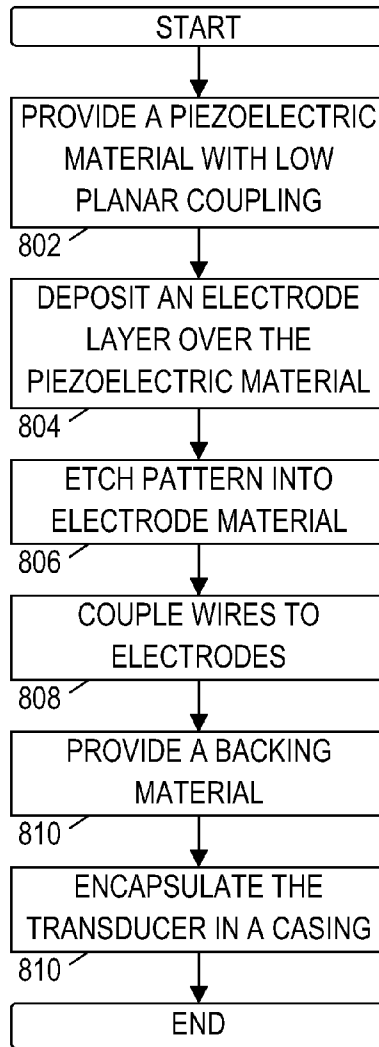 START
PROVIDE A PIEZOELECTRIC
MATERIAL WITH LOW
PLANAR COUPLING
802
DEPOSIT AN ELECTRODE
LAYER OVER THE
PIEZOELECTRIC MATERIAL
804
ETCH PATTERN INTO
ELECTRODE MATERIAL
806
COUPLE WIRES TO
ELECTRODES
808
PROVIDE A BACKING
MATERIAL
810
ENCAPSULATE THE
TRANSDUCER IN A CASING
810
END